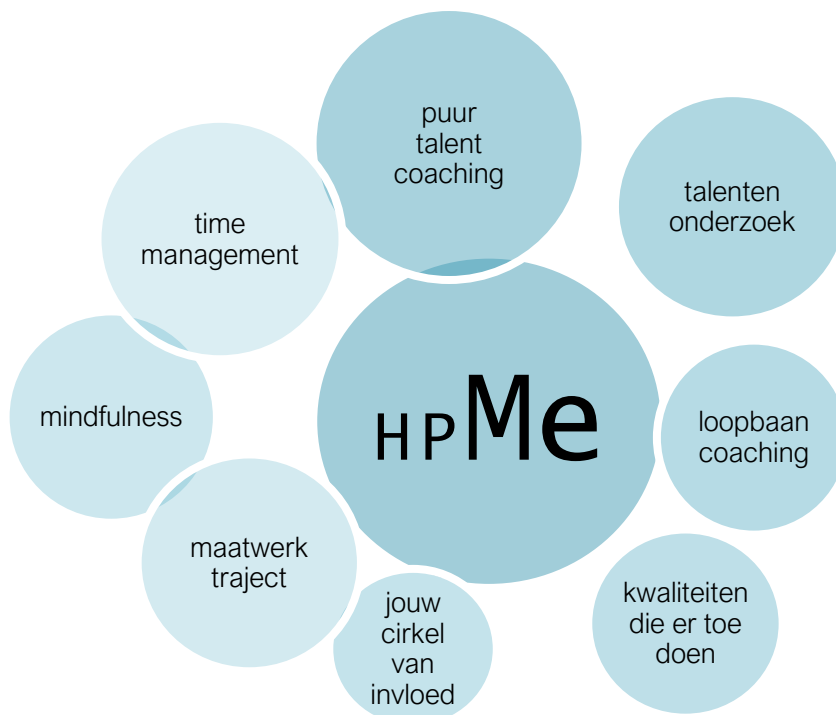 puur
talent
coaching
talenten
onderzoek
time
management
mindfulness
HPMe
loopbaan
coaching
maatwerk
traject
jouw
cirkel
van
invloed
kwaliteiten
die er toe
doen